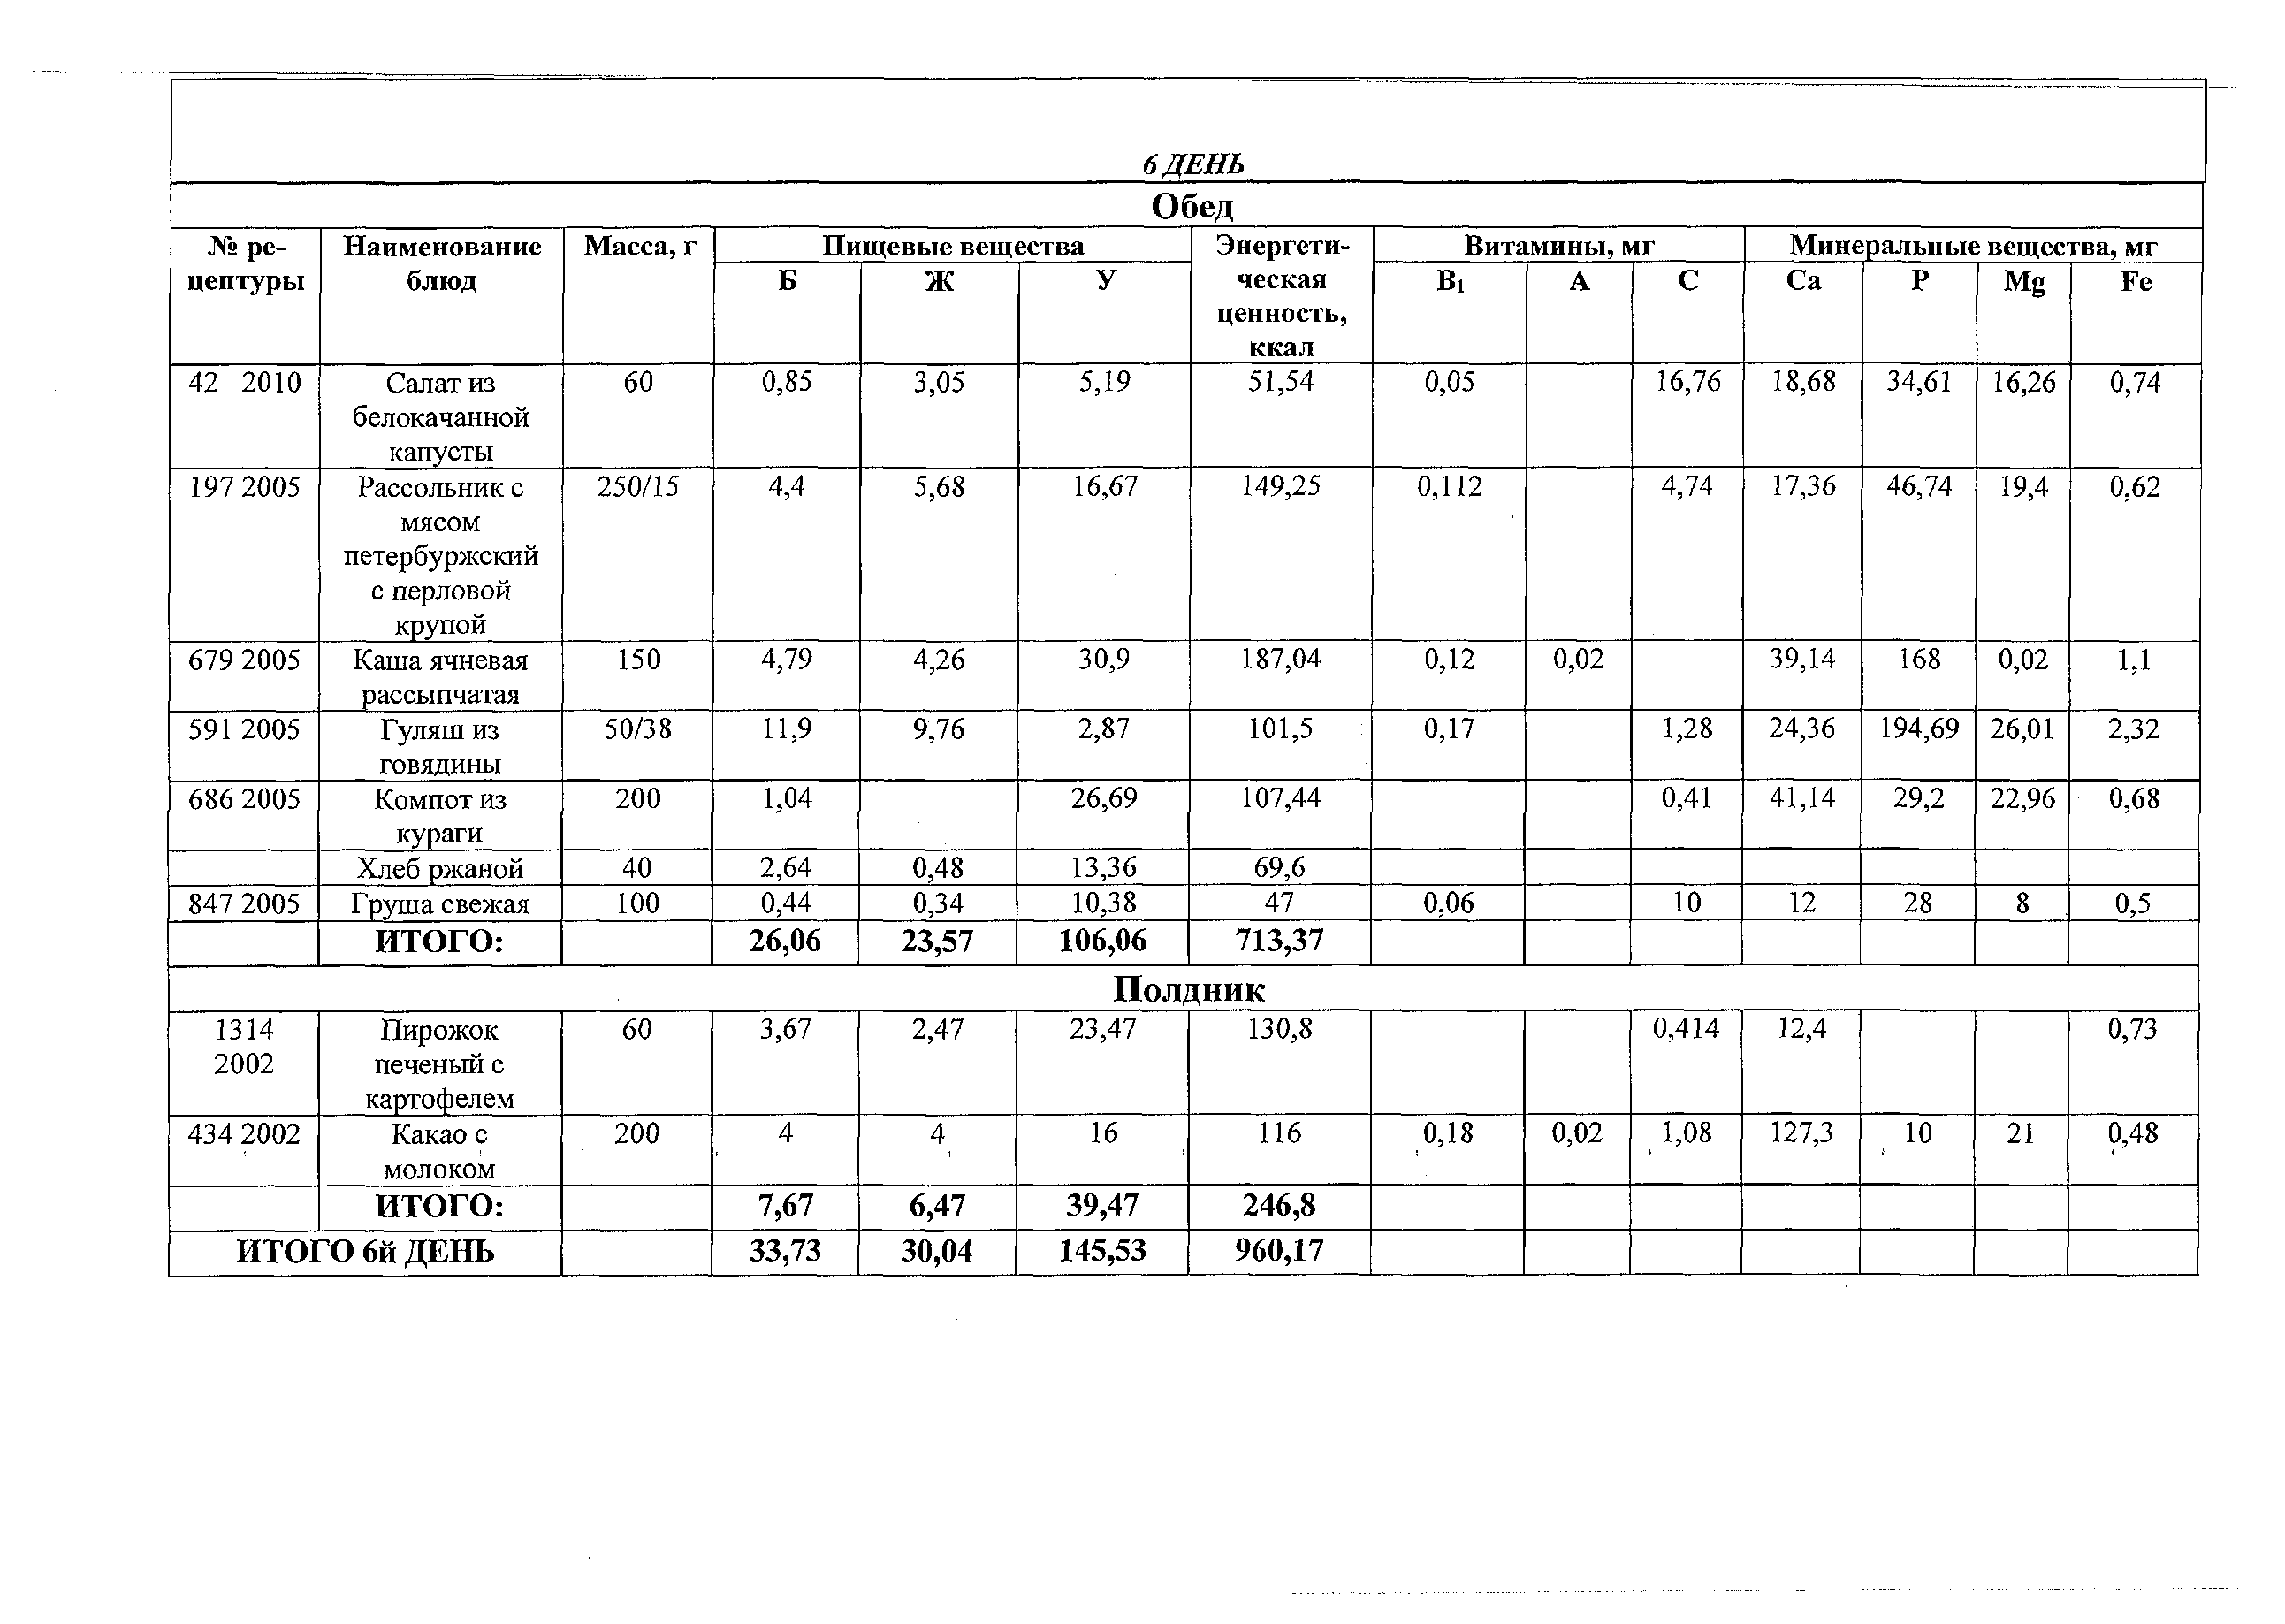 6 ДЕНЬ
Обед
№ ре- Наименование Масса, г Пищевые вещества Энергети- Витамины, мг Минеральные вещества, мг
цептуры блюд Б Ж У ческая B1 A C Ca P Mg Fe
ценность,
ккал
42 2010 Салат из 60 0,85 3,05 5,19 51,54 0,05 16,76 18,68 34,61 16,26 0,74
белокачанной
капусты
197 2005 Рассольник с 250/15 4,4 5,68 16,67 149,25 0,112 4,74 17,36 46,74 19,4 0,62
мясом
петербуржский
с перловой
крупой
679 2005 Каша ячневая 150 4,79 4,26 30,9 187,04 0,12 0,02 39,14 168 0,02 1,1
рассыпчатая
591 2005 Гуляш из 50/38 11,9 9,76 2,87 101,5 0,17 1,28 24,36 194,69 26,01 2,32
говядины
686 2005 Компот из 200 1,04 26,69 107,44 0,41 41,14 29,2 22,96 0,68
кураги
Хлеб ржаной 40 2,64 0,48 13,36 69,6
847 2005 Груша свежая 100 0,44 0,34 10,38 47 0,06 10 12 28 8 0,5
ИТОГО: 26,06 23,57 106,06 713,37
Полдник
1314 Пирожок 60 3,67 2,47 23,47 130,8 0,414 12,4 0,73
2002 печеный с
картофелем
434 2002 Какао с 200 4 4 16 116 0,18 0,02 1,08 127,3 10 21 0,48
молоком
ИТОГО: 7,67 6,47 39,47 246,8
ИТОГО 6й ДЕНЬ 33,73 30,04 145,53 960,17